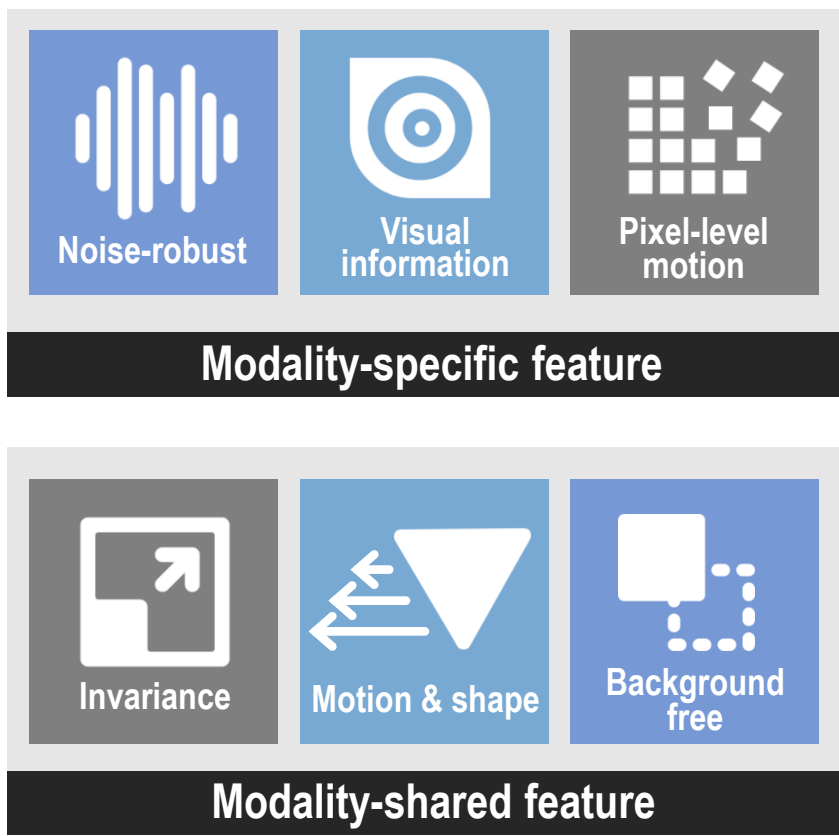 Noise-robust
Visual
information
Pixel-level
motion
Modality-specific feature
Invariance
Motion & shape
Background
free
Modality-shared feature